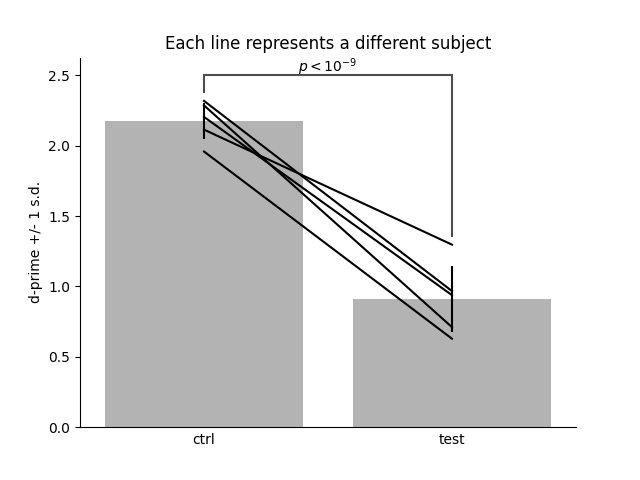 Each line represents a different subject
p < 10⁻⁹
d-prime +/- 1 s.d.
2.5
2.0
1.5
1.0
0.5
0.0
ctrl
test